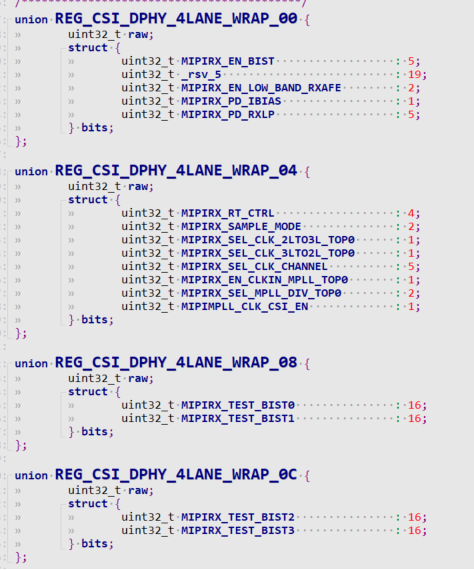 /***************************************/
union REG_CSI_DPHY_4LANE_WRAP_00 {
uint32_t raw;
struct {
uint32_t MIPIRX_EN_BIST : 5;
uint32_t _rsv_5 : 19;
uint32_t MIPIRX_EN_LOW_BAND_RXAFE : 2;
uint32_t MIPIRX_PD_IBIAS : 1;
uint32_t MIPIRX_PD_RXLP : 5;
} bits;
};
union REG_CSI_DPHY_4LANE_WRAP_04 {
uint32_t raw;
struct {
uint32_t MIPIRX_RT_CTRL : 4;
uint32_t MIPIRX_SAMPLE_MODE : 2;
uint32_t MIPIRX_SEL_CLK_2LTO3L_TOP0 : 1;
uint32_t MIPIRX_SEL_CLK_3LTO2L_TOP0 : 1;
uint32_t MIPIRX_SEL_CLK_CHANNEL : 5;
uint32_t MIPIRX_EN_CLKIN_MPLL_TOP0 : 1;
uint32_t MIPIRX_SEL_MPLL_DIV_TOP0 : 2;
uint32_t MIPIMPLL_CLK_CSI_EN : 1;
} bits;
};
union REG_CSI_DPHY_4LANE_WRAP_08 {
uint32_t raw;
struct {
uint32_t MIPIRX_TEST_BIST0 : 16;
uint32_t MIPIRX_TEST_BIST1 : 16;
} bits;
};
union REG_CSI_DPHY_4LANE_WRAP_0C {
uint32_t raw;
struct {
uint32_t MIPIRX_TEST_BIST2 : 16;
uint32_t MIPIRX_TEST_BIST3 : 16;
} bits;
};